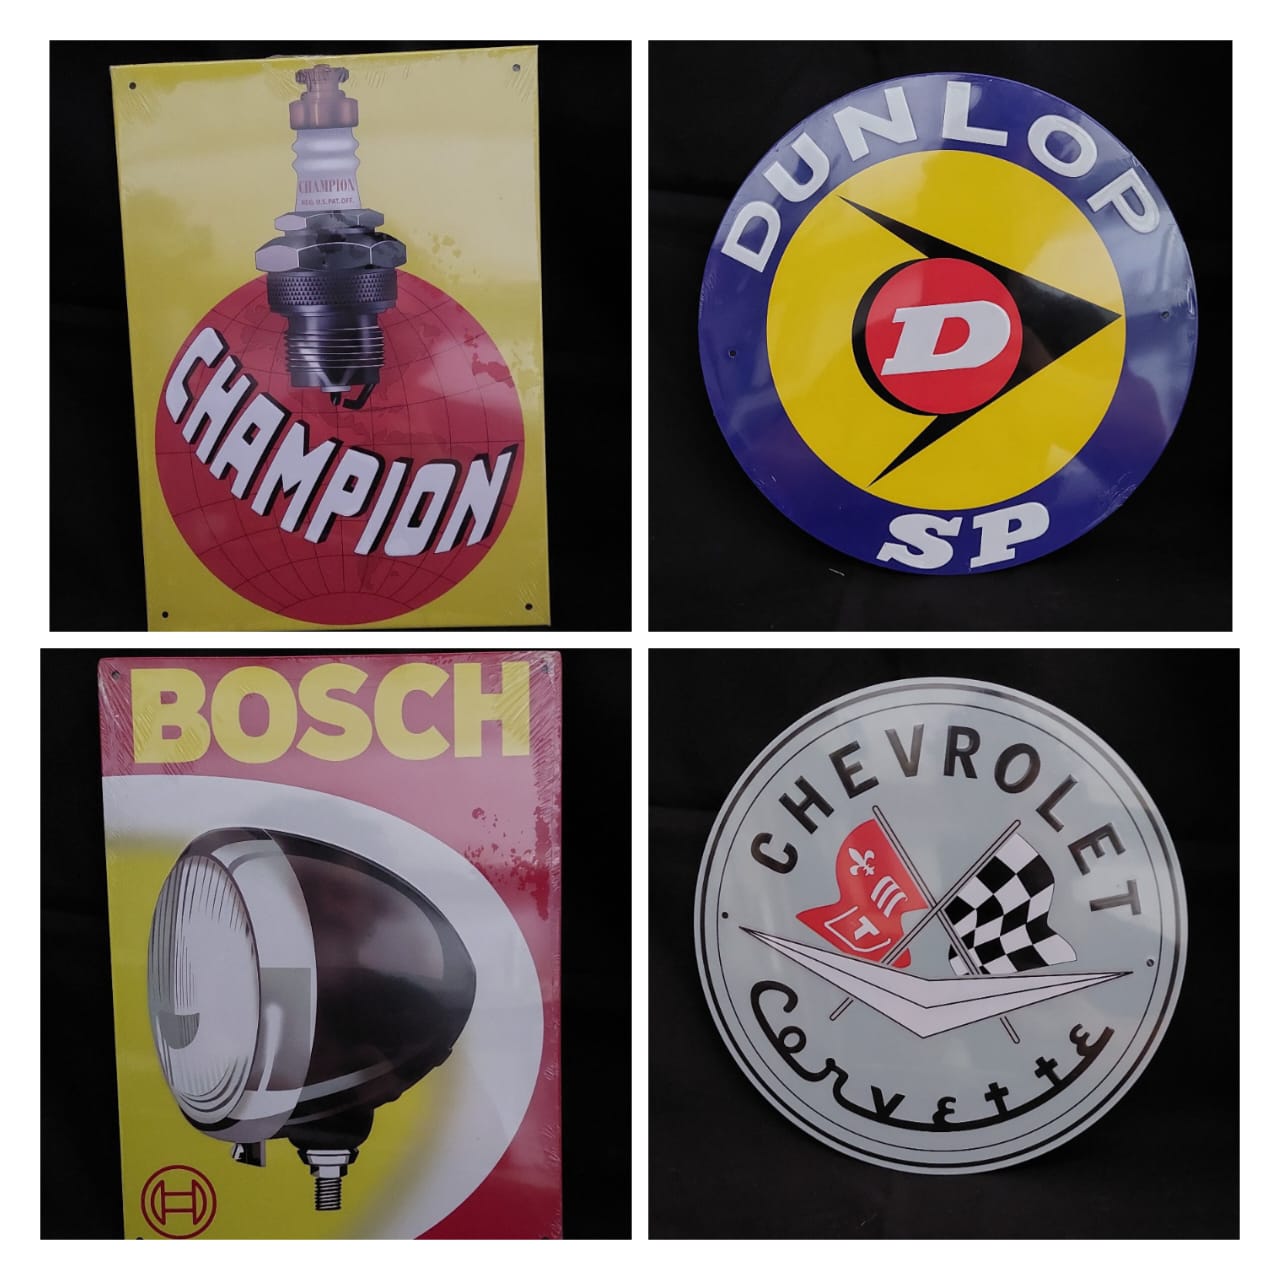 CHAMPION
REG. U.S. PAT. OFF.
CHAMPION
DUNLOP
D
SP
BOSCH
CHEVROLET
Corvette